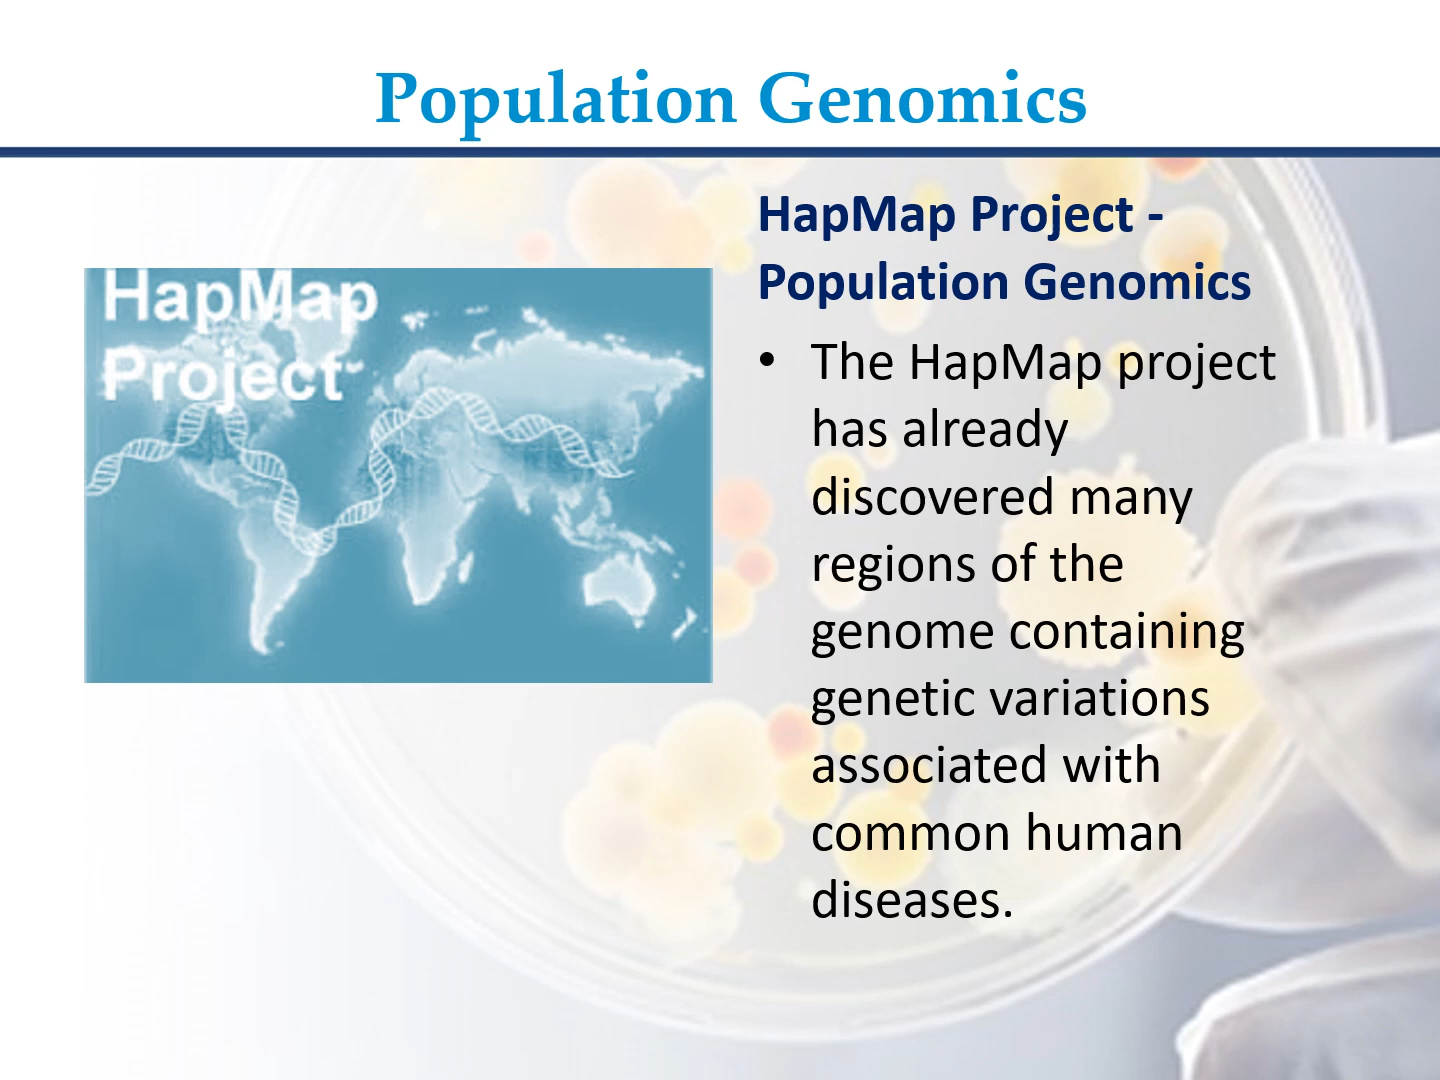 Population Genomics
HapMap
Project
HapMap Project -
Population Genomics
• The HapMap project
has already
discovered many
regions of the
genome containing
genetic variations
associated with
common human
diseases.